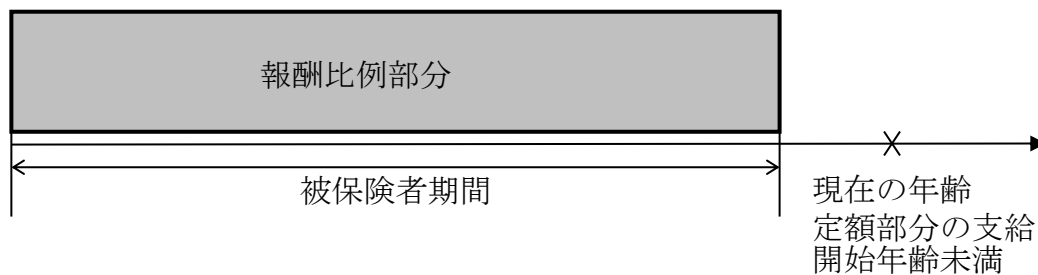 報酬比例部分
被保険者期間
現在の年齢
定額部分の支給
開始年齢未満